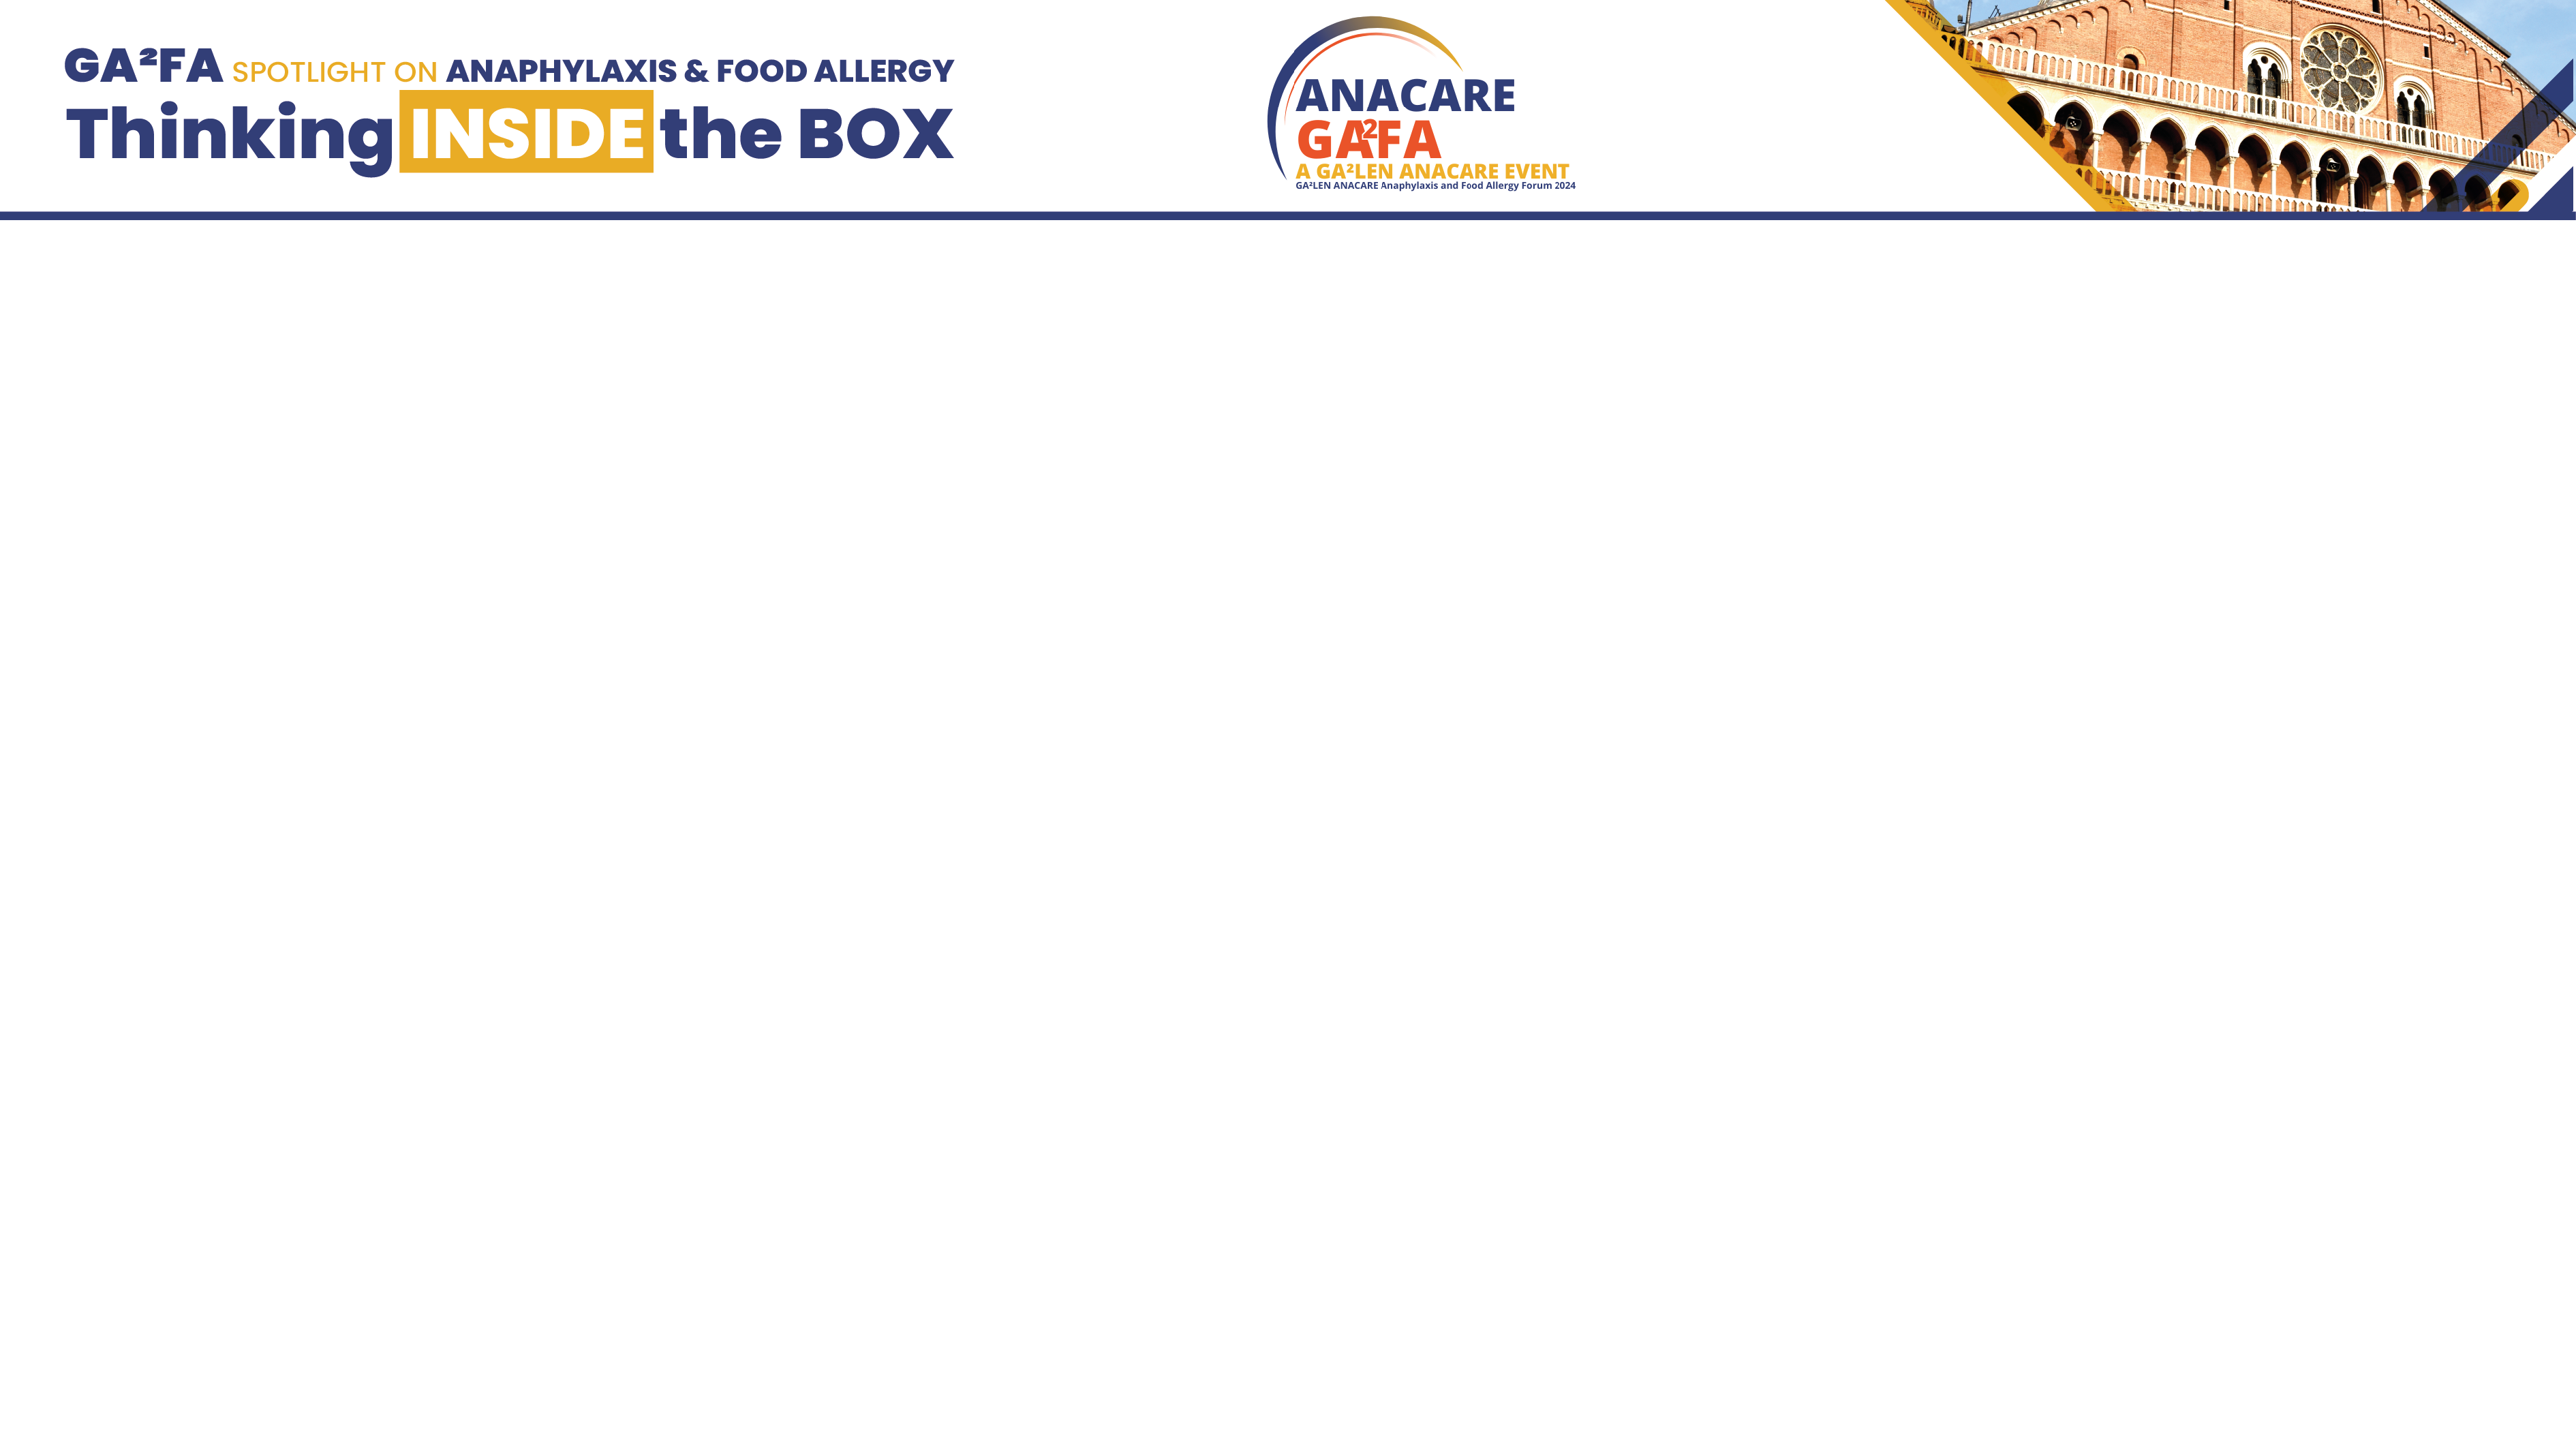 GA²FA SPOTLIGHT ON ANAPHYLAXIS & FOOD ALLERGY
Thinking INSIDE the BOX
ANACARE
GA²FA
A GA²LEN ANACARE EVENT
GA²LEN ANACARE Anaphylaxis and Food Allergy Forum 2024